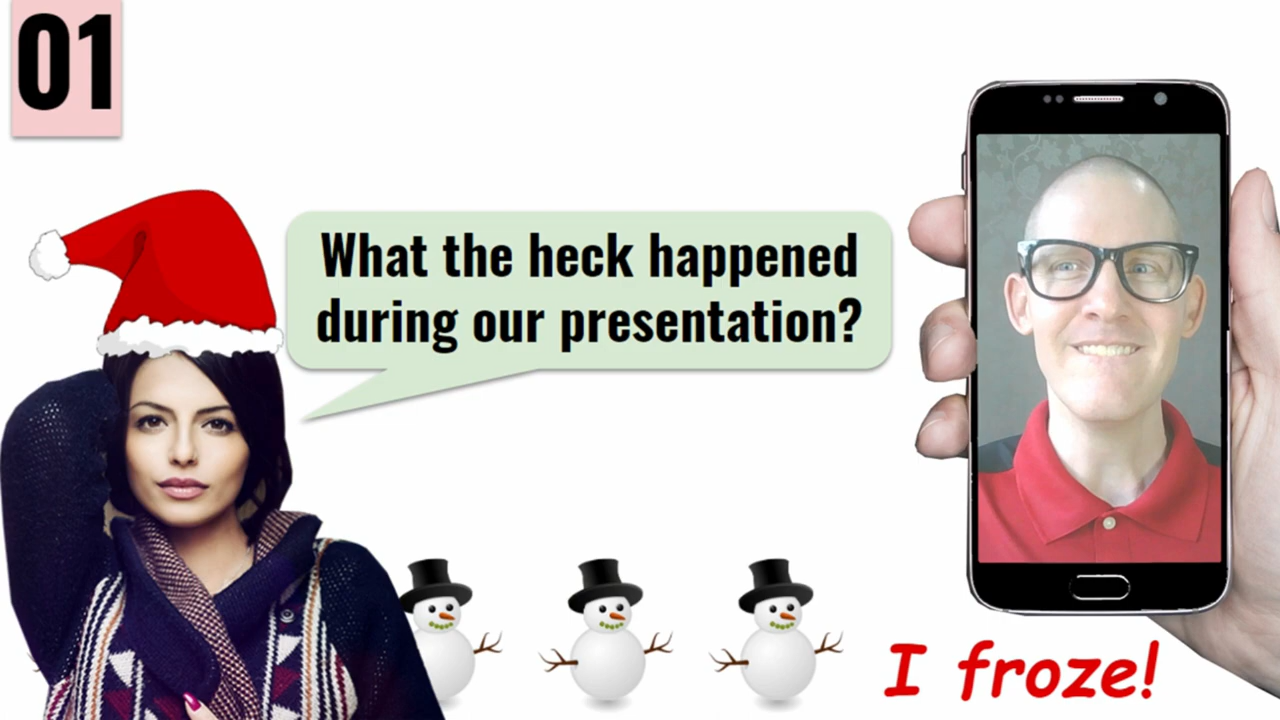 01
What the heck happened
during our presentation?
I froze!